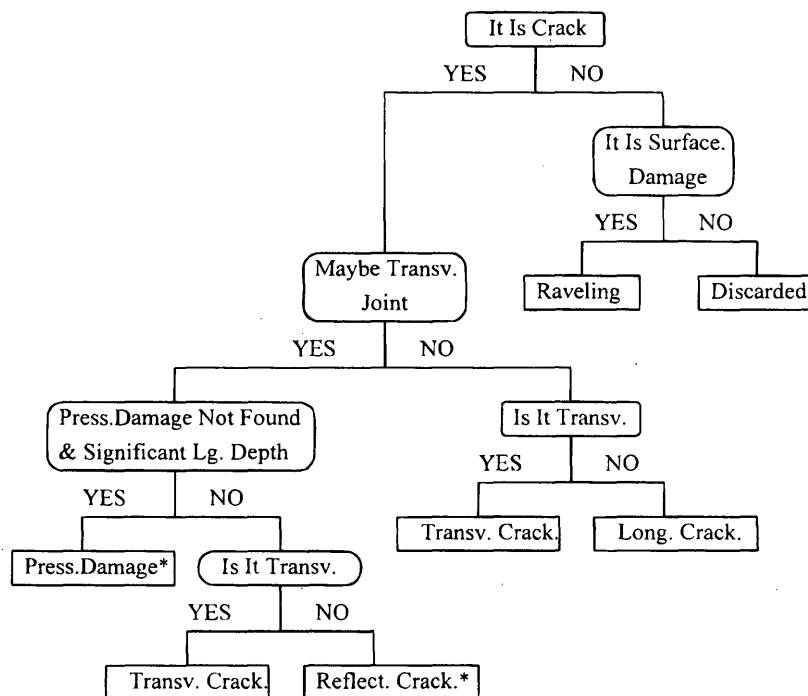 It Is Crack
YES NO
It Is Surface.
Damage
YES NO
Maybe Transv.
Joint
Raveling
Discarded
YES NO
Press.Damage Not Found
& Significant Lg. Depth
Is It Transv.
YES NO
YES NO
Transv. Crack.
Long. Crack.
Press.Damage*
Is It Transv.
YES NO
Transv. Crack.
Reflect. Crack.*